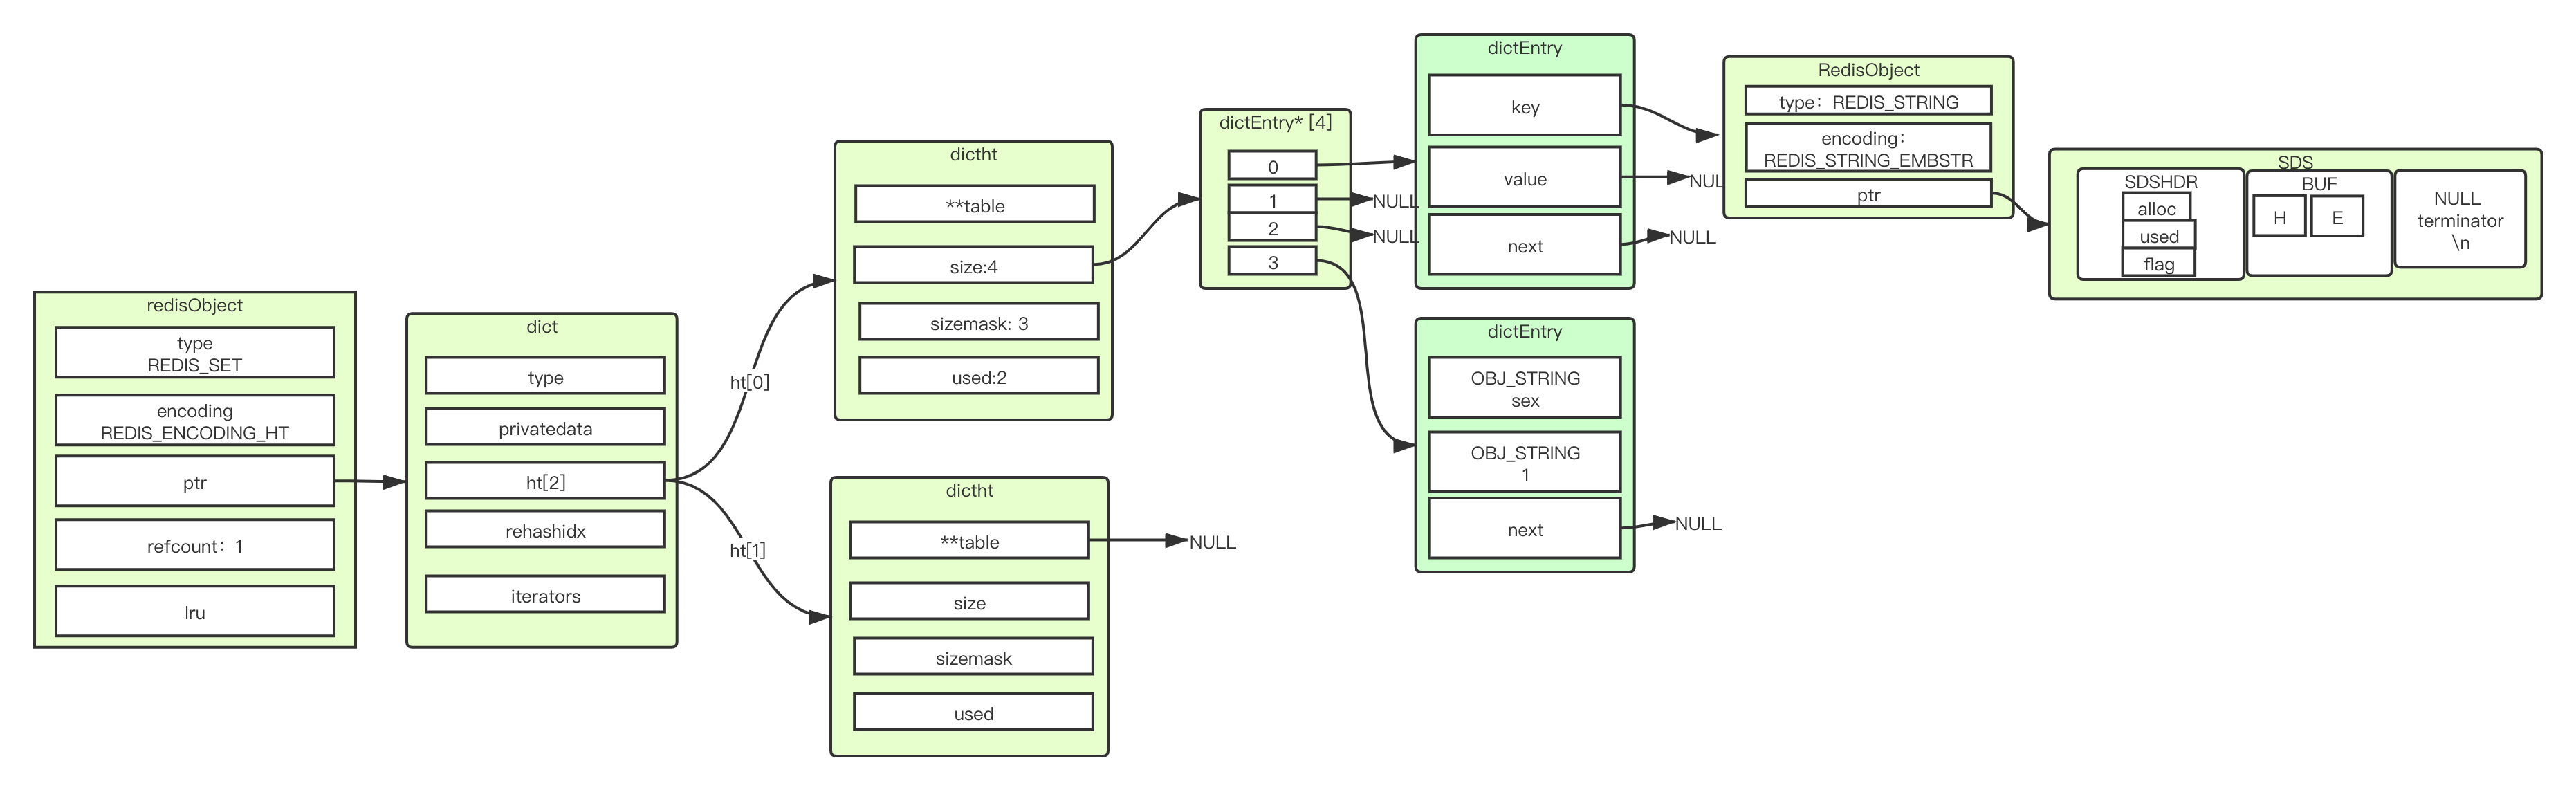 redisObject
type
REDIS_SET
encoding
REDIS_ENCODING_HT
ptr
refcount：1
lru
dict
type
privatedata
ht[2]
rehashidx
iterators
ht[0]
ht[1]
dictht
**table
size:4
sizemask: 3
used:2
dictht
**table
size
sizemask
used
NULL
dictEntry* [4]
0
1
2
3
NULL
NULL
dictEntry
key
value
next
NUL
NULL
dictEntry
OBJ_STRING
sex
OBJ_STRING
1
next
NULL
RedisObject
type：REDIS_STRING
encoding：
REDIS_STRING_EMBSTR
ptr
SDS
SDSHDR
alloc
used
flag
BUF
H
E
NULL
terminator
\n